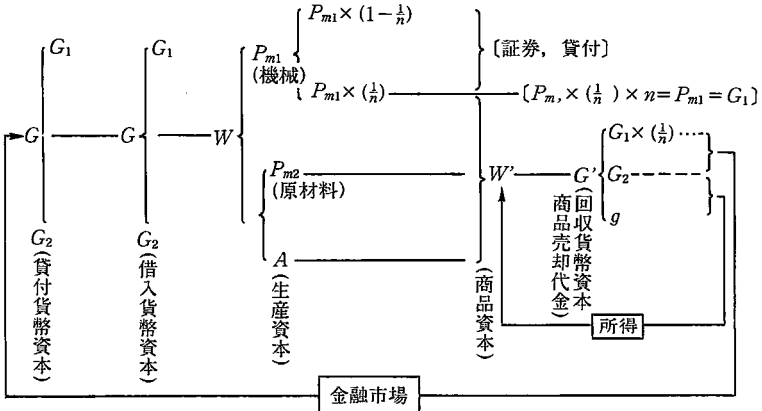 G
G₁
G₂
(貸付貨幣資本)
G
G₁
G₂
(借入貨幣資本)
W
Pm1
(機械)
Pm1×(1−1/n)
Pm1×(1/n)
〔証券，貸付〕
〔Pm,×(1/n)×n=Pm1=G₁〕
Pm2
(原材料)
A
(生産資本)
W'
(商品資本)
G'
(回収貨幣資本
商品売却代金)
G₁×(1/n)
G₂
g
所得
金融市場